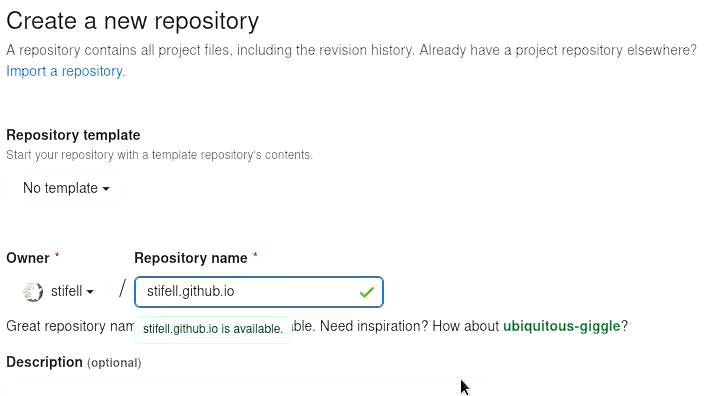 Create a new repository
A repository contains all project files, including the revision history. Already have a project repository elsewhere?
Import a repository.
Repository template
Start your repository with a template repository's contents.
No template
Owner * Repository name *
stifell / stifell.github.io
Great repository nam ble. Need inspiration? How about ubiquitous-giggle?
stifell.github.io is available.
Description (optional)